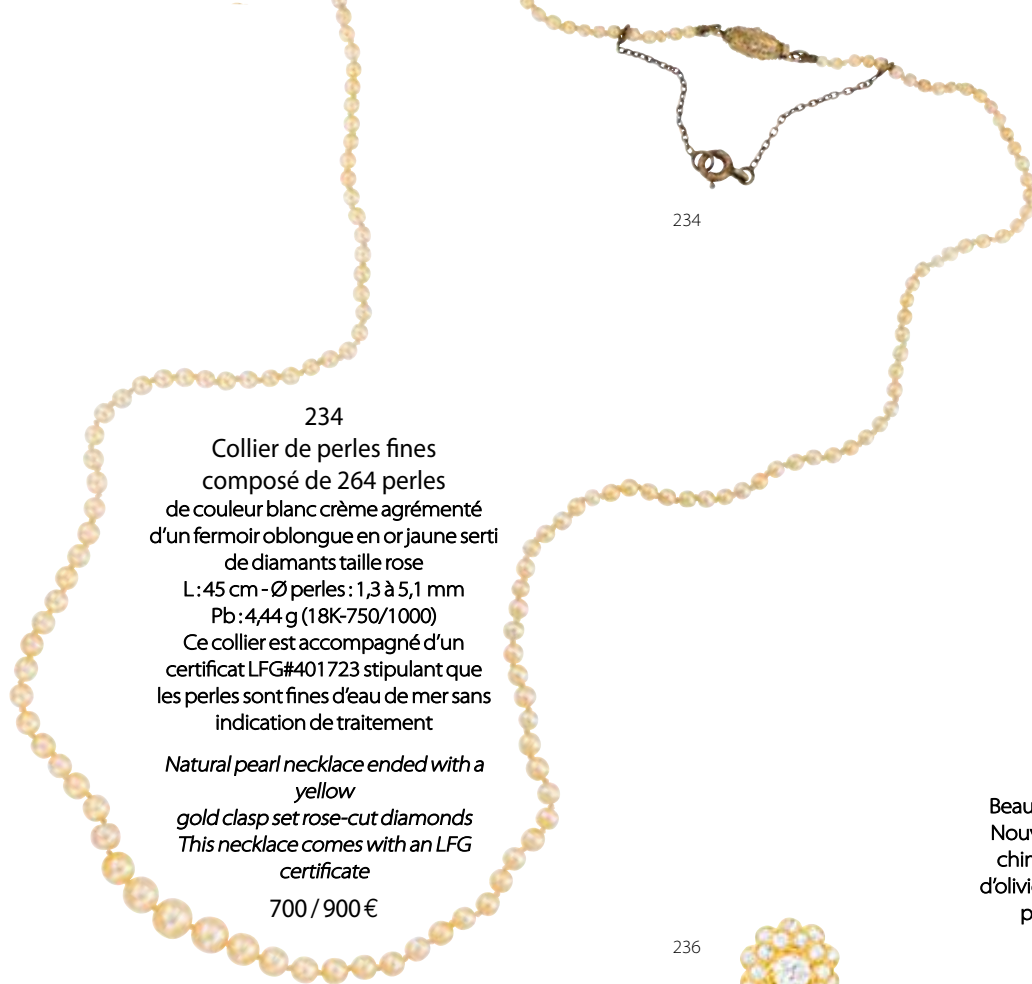 234
234
Collier de perles fines
composé de 264 perles
de couleur blanc crème agrémenté
d’un fermoir oblongue en or jaune serti
de diamants taille rose
L : 45 cm - Ø perles : 1,3 à 5,1 mm
Pb : 4,44 g (18K-750/1000)
Ce collier est accompagné d’un
certificat LFG#401723 stipulant que
les perles sont fines d’eau de mer sans
indication de traitement
Natural pearl necklace ended with a
yellow
gold clasp set rose-cut diamonds
This necklace comes with an LFG
certificate
700 / 900 €
236